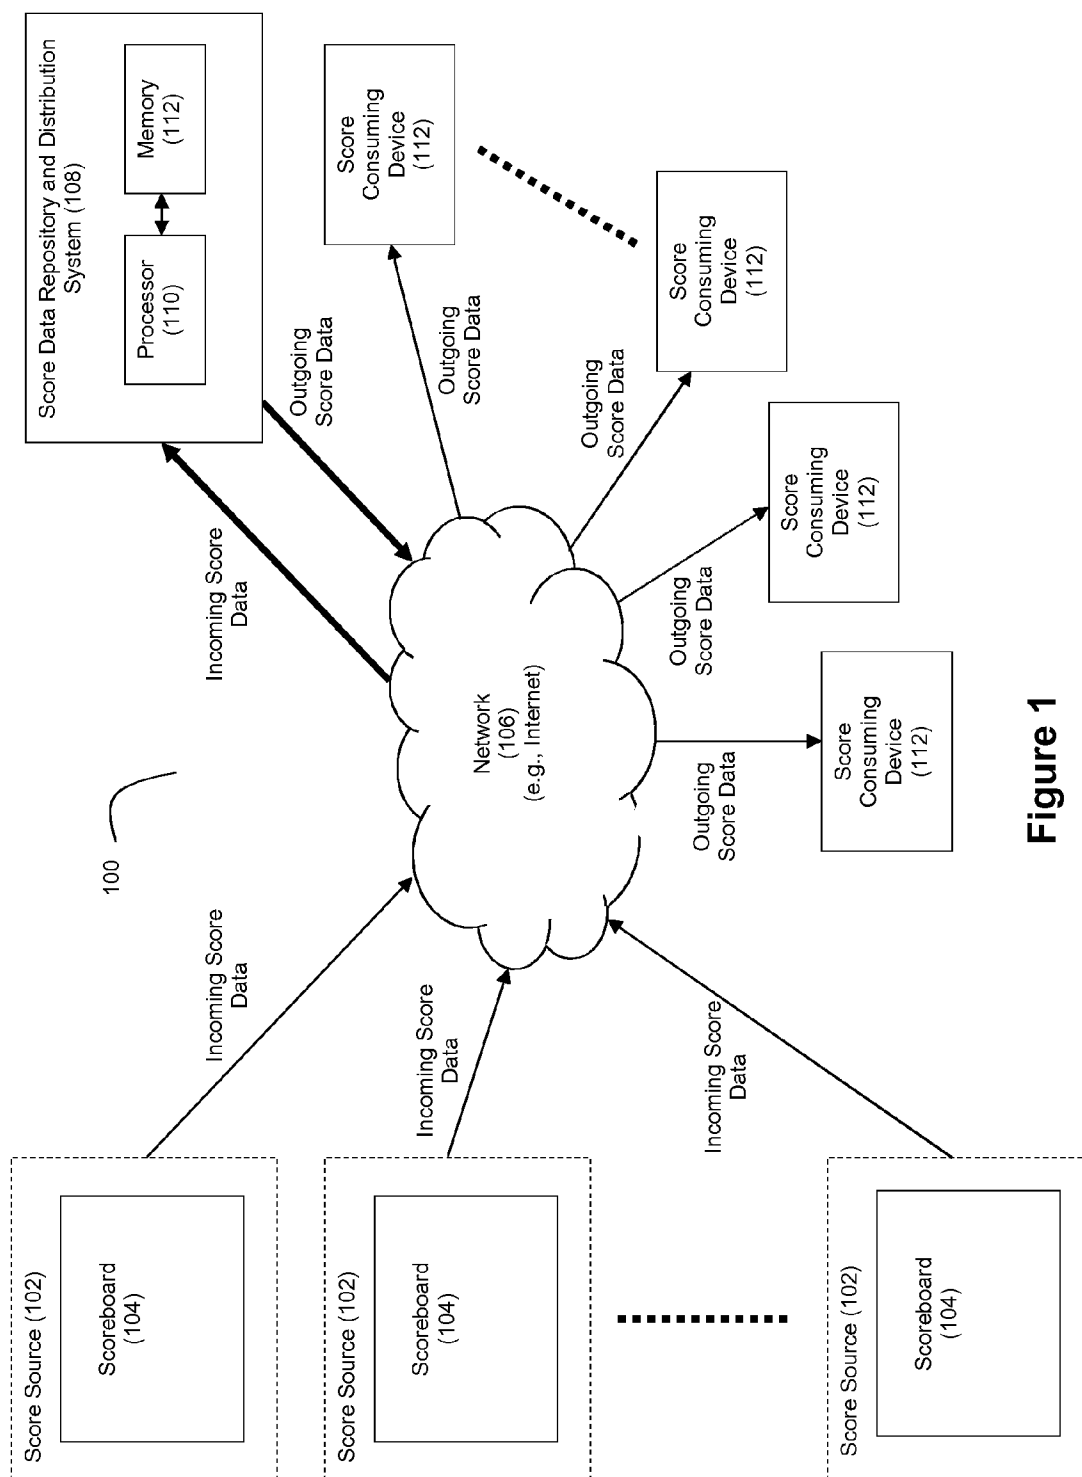 Score Source (102)
Scoreboard
(104)
Score Source (102)
Scoreboard
(104)
Score Source (102)
Scoreboard
(104)
Incoming Score
Data
Incoming Score
Data
Incoming Score
Data
100
Network
(106)
(e.g., Internet)
Incoming Score
Data
Outgoing
Score Data
Score Data Repository and Distribution
System (108)
Processor
(110)
Memory
(112)
Outgoing
Score Data
Score
Consuming
Device
(112)
Outgoing
Score Data
Score
Consuming
Device
(112)
Outgoing
Score Data
Score
Consuming
Device
(112)
Outgoing
Score Data
Score
Consuming
Device
(112)
Figure 1